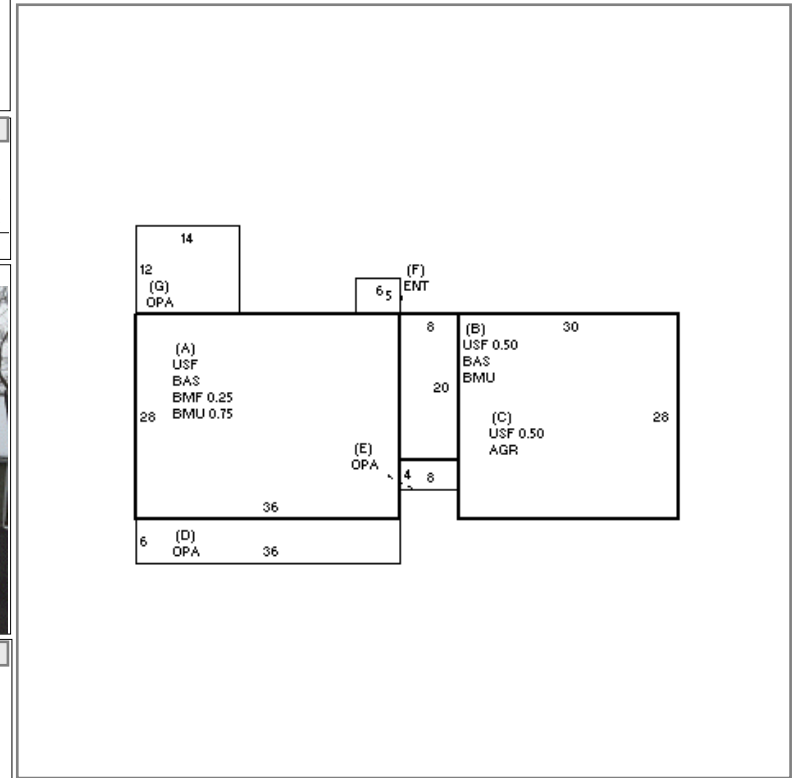 14
12
(G)
OPA
6
5
(F)
ENT
8
(B)
USF 0.50
BAS
BMU
30
(A)
USF
BAS
BMF 0.25
BMU 0.75
28
20
(C)
USF 0.50
AGR
28
(E)
OPA
4
8
36
6
(D)
OPA
36